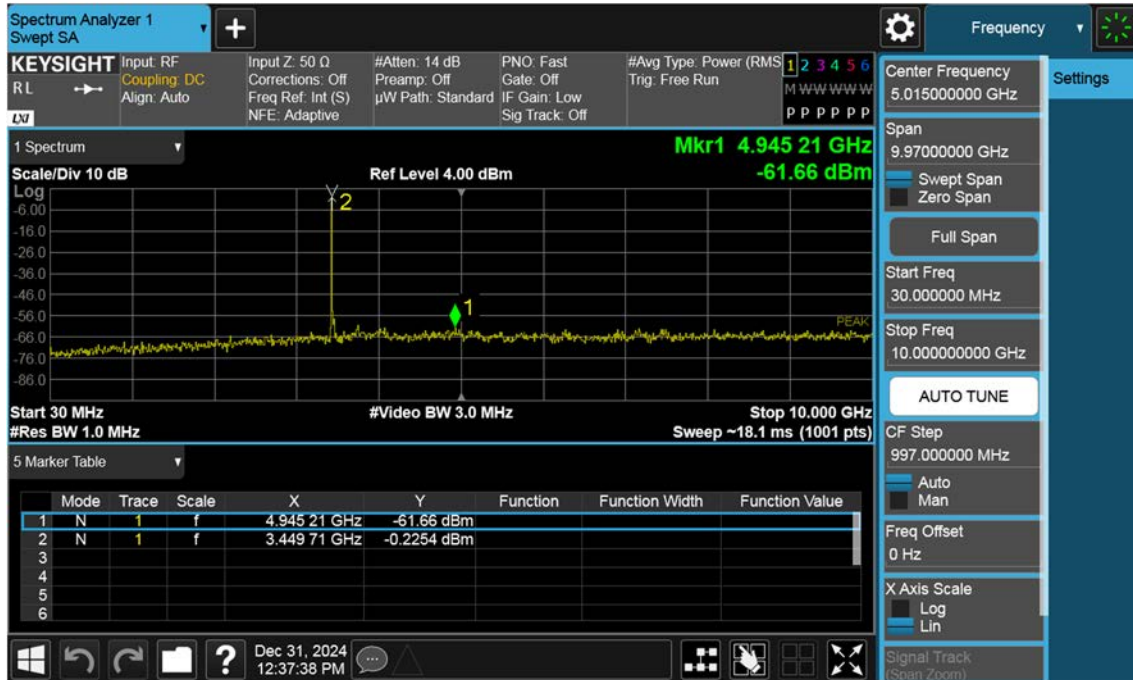 Spectrum Analyzer 1
Swept SA
+
Frequency
KEYSIGHT
RL
LXI
Input: RF
Coupling: DC
Align: Auto
Input Z: 50 Ω
Corrections: Off
Freq Ref: Int (S)
NFE: Adaptive
#Atten: 14 dB
Preamp: Off
µW Path: Standard
PNO: Fast
Gate: Off
IF Gain: Low
Sig Track: Off
#Avg Type: Power (RMS
Trig: Free Run
1 2 3 4 5 6
M W W W W W
P P P P P P
1 Spectrum
Mkr1 4.945 21 GHz
-61.66 dBm
Scale/Div 10 dB
Ref Level 4.00 dBm
Log
-6.00
-16.0
-26.0
-36.0
-46.0
-56.0
-66.0
-76.0
-86.0
2
1
PEAK
Start 30 MHz
#Video BW 3.0 MHz
Stop 10.000 GHz
#Res BW 1.0 MHz
Sweep ~18.1 ms (1001 pts)
5 Marker Table
Mode Trace Scale X Y Function Function Width Function Value
1 N 1 f 4.945 21 GHz -61.66 dBm
2 N 1 f 3.449 71 GHz -0.2254 dBm
3
4
5
6
?
Dec 31, 2024
12:37:38 PM
Center Frequency
5.015000000 GHz
Span
9.97000000 GHz
Swept Span
Zero Span
Full Span
Start Freq
30.000000 MHz
Stop Freq
10.000000000 GHz
AUTO TUNE
CF Step
997.000000 MHz
Auto
Man
Freq Offset
0 Hz
X Axis Scale
Log
Lin
Signal Track
(Span Zoom)
Settings